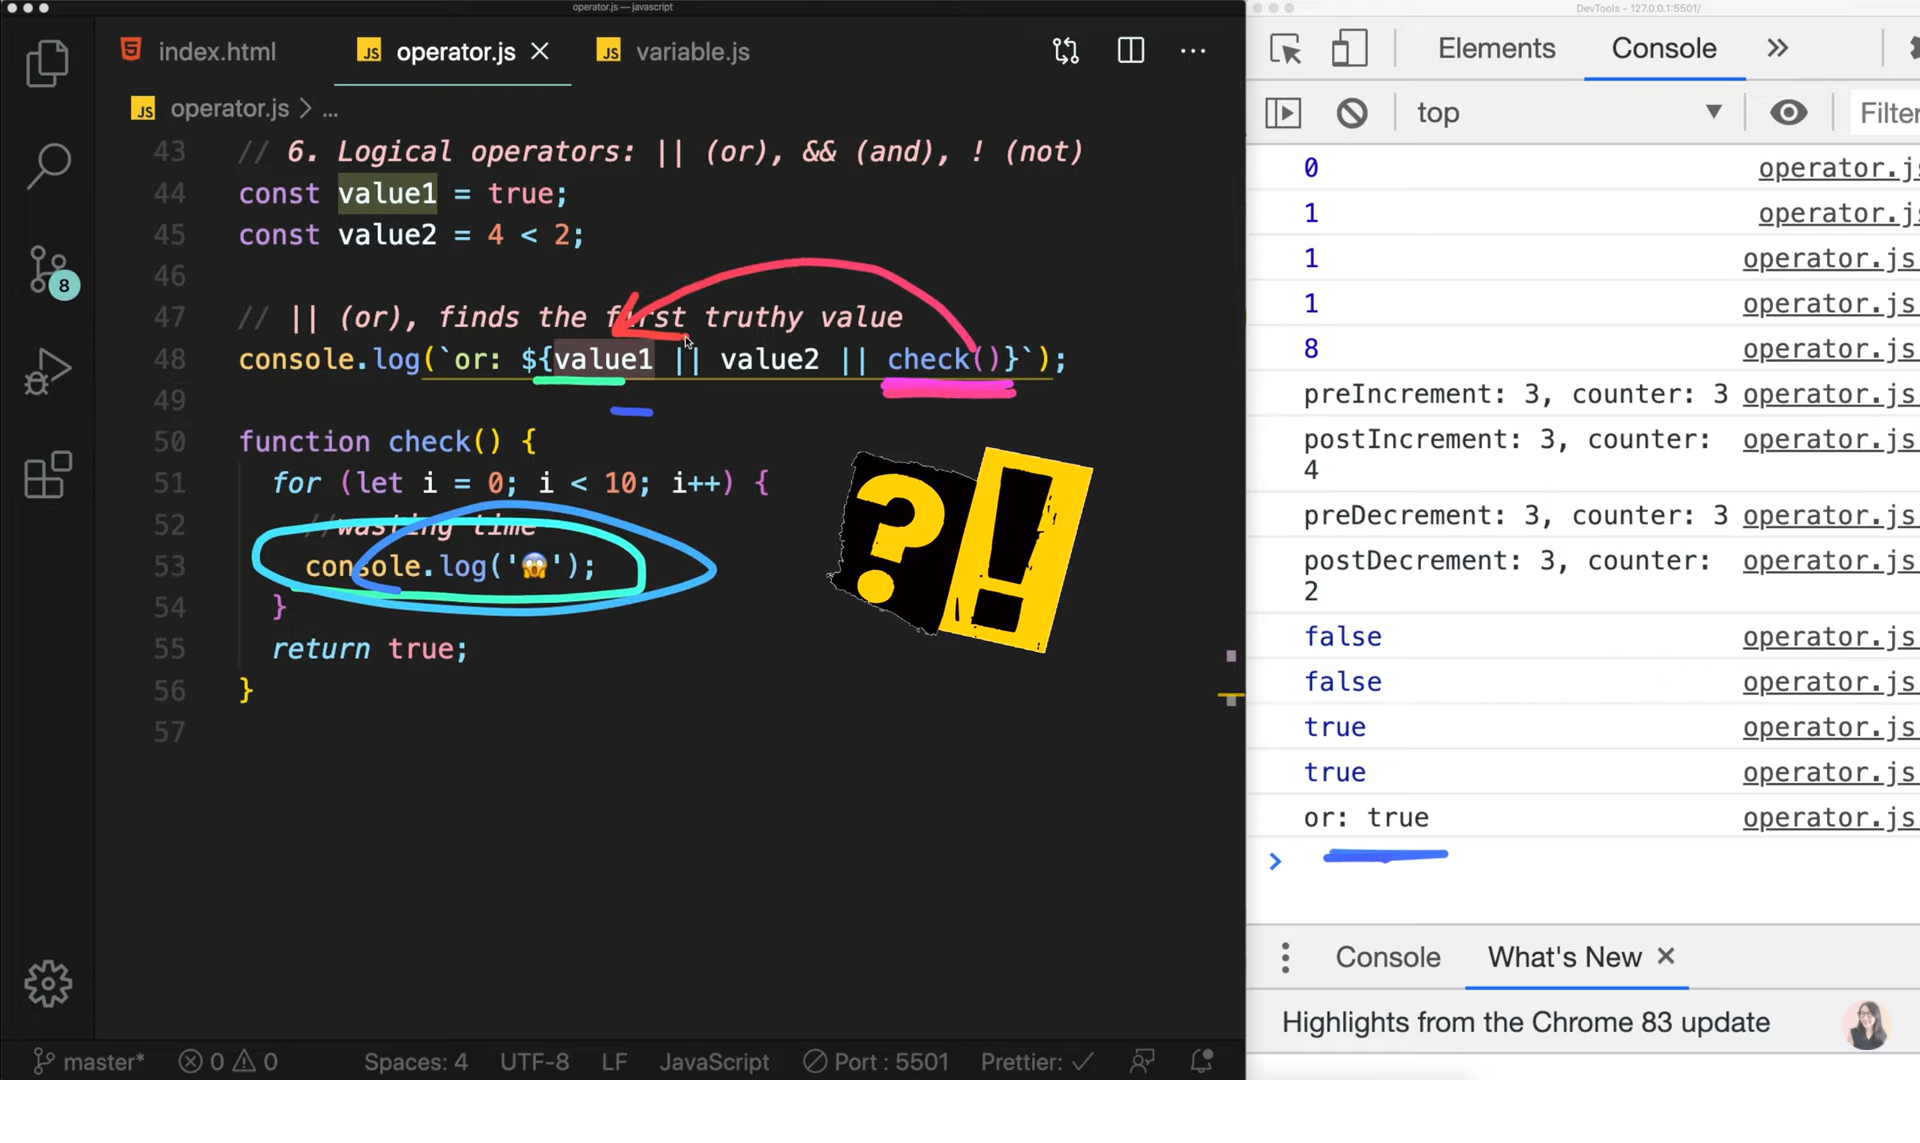 operator.js — javascript
index.html
operator.js
variable.js
operator.js > ...
43 // 6. Logical operators: || (or), && (and), ! (not)
44 const value1 = true;
45 const value2 = 4 < 2;
46
47 // || (or), finds the first truthy value
48 console.log(`or: ${value1 || value2 || check()}`);
49
50 function check() {
51 for (let i = 0; i < 10; i++) {
52 //wasting time
53 console.log('😱');
54 }
55 return true;
56 }
57
8
?!
master* 0 0 Spaces: 4 UTF-8 LF JavaScript Port : 5501 Prettier: ✓
DevTools - 127.0.0.1:5501/
Elements Console »
top Filter
0 operator.js
1 operator.js
1 operator.js
1 operator.js
8 operator.js
preIncrement: 3, counter: 3 operator.js
postIncrement: 3, counter: operator.js
4
preDecrement: 3, counter: 3 operator.js
postDecrement: 3, counter: operator.js
2
false operator.js
false operator.js
true operator.js
true operator.js
or: true operator.js
>
Console What's New ×
Highlights from the Chrome 83 update